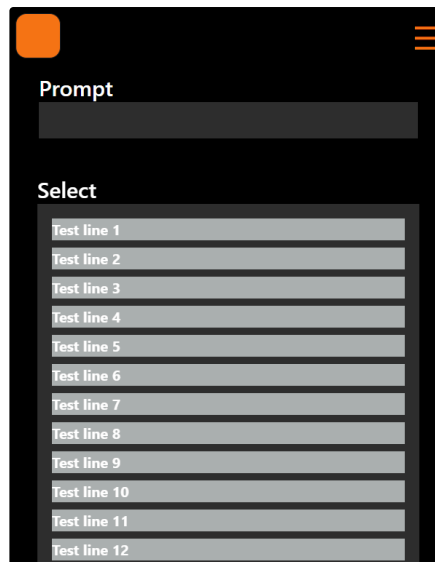 Prompt
Select
Test line 1
Test line 2
Test line 3
Test line 4
Test line 5
Test line 6
Test line 7
Test line 8
Test line 9
Test line 10
Test line 11
Test line 12